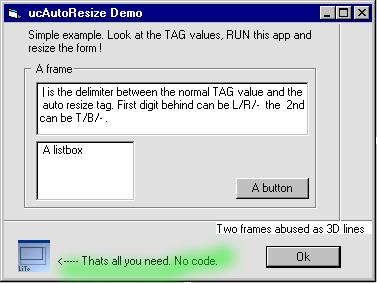 ucAutoResize Demo
Simple example. Look at the TAG values, RUN this app and
resize the form !
A frame
| is the delimiter between the normal TAG value and the
auto resize tag. First digit behind can be L/R/- the 2nd
can be T/B/- .
A listbox
A button
Two frames abused as 3D lines
LiTe
<----- Thats all you need. No code.
Ok